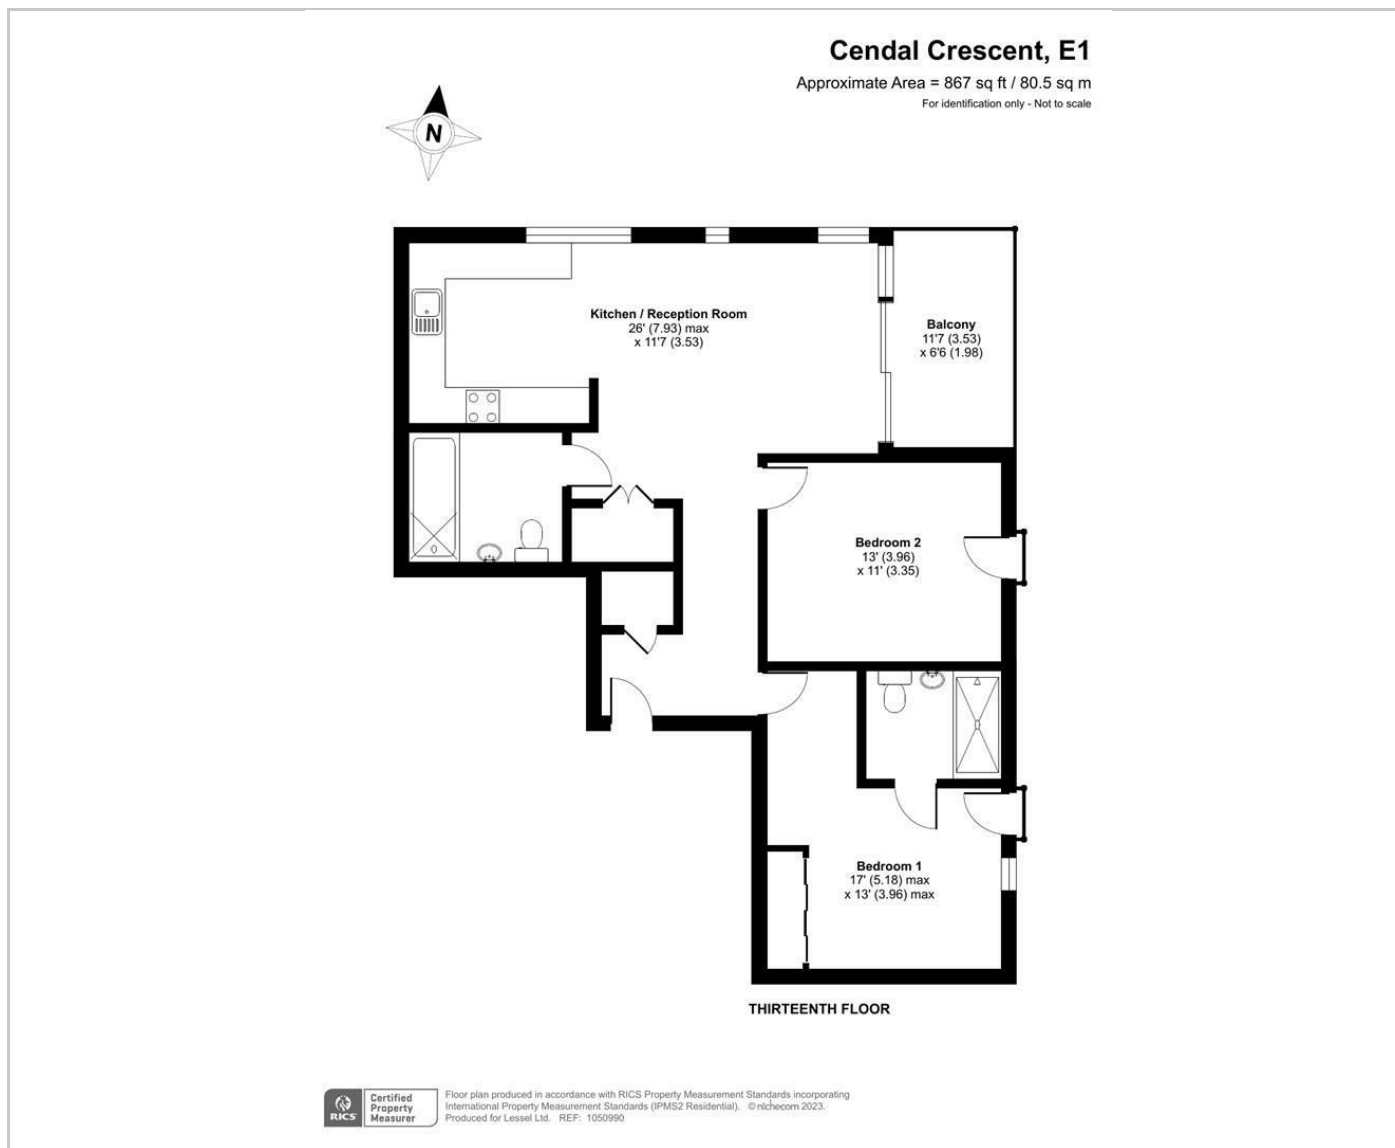 Cendal Crescent, E1
Approximate Area = 867 sq ft / 80.5 sq m
For identification only - Not to scale
N
Kitchen / Reception Room
26' (7.93) max
x 11'7 (3.53)
Balcony
11'7 (3.53)
x 6'6 (1.98)
Bedroom 2
13' (3.96)
x 11' (3.35)
Bedroom 1
17' (5.18) max
x 13' (3.96) max
THIRTEENTH FLOOR
RICS
Certified
Property
Measurer
Floor plan produced in accordance with RICS Property Measurement Standards incorporating
International Property Measurement Standards (IPMS2 Residential). © nichecom 2023.
Produced for Lessel Ltd. REF: 1050990